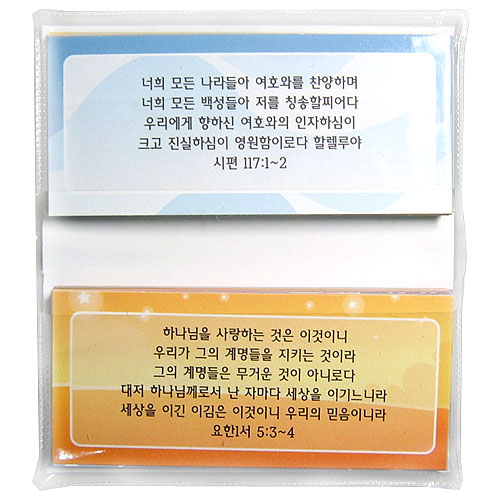 너희 모든 나라들아 여호와를 찬양하며
너희 모든 백성들아 저를 칭송할찌어다
우리에게 향하신 여호와의 인자하심이
크고 진실하심이 영원함이로다 할렐루야
시편 117:1~2
하나님을 사랑하는 것은 이것이니
우리가 그의 계명들을 지키는 것이라
그의 계명들은 무거운 것이 아니로다
대저 하나님께로서 난 자마다 세상을 이기느니라
세상을 이긴 이김은 이것이니 우리의 믿음이니라
요한1서 5:3~4